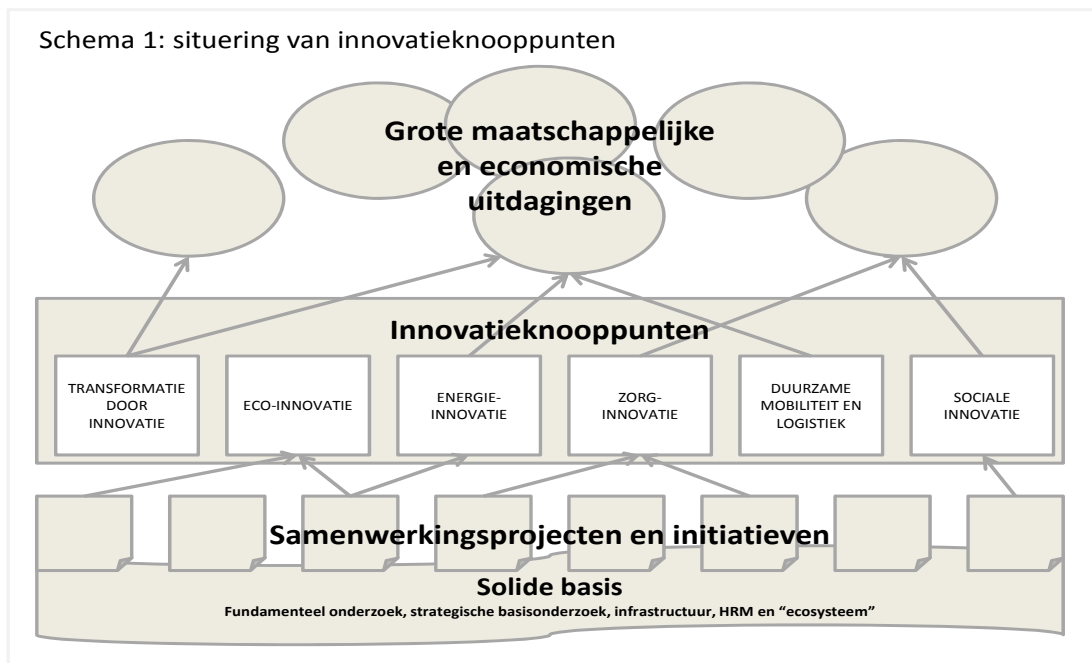 Schema 1: situering van innovatieknooppunten
Grote maatschappelijke
en economische
uitdagingen
Innovatieknooppunten
TRANSFORMATIE
DOOR
INNOVATIE
ECO-INNOVATIE
ENERGIE-
INNOVATIE
ZORG-
INNOVATIE
DUURZAME
MOBILITEIT EN
LOGISTIEK
SOCIALE
INNOVATIE
Samenwerkingsprojecten en initiatieven
Solide basis
Fundamenteel onderzoek, strategische basisonderzoek, infrastructuur, HRM en “ecosysteem”